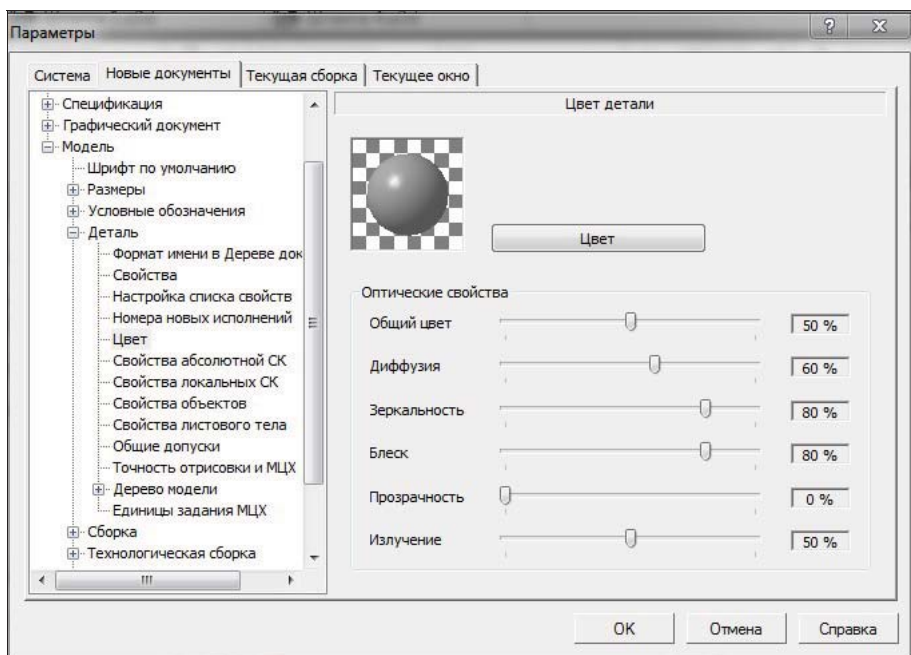 Параметры
Система Новые документы Текущая сборка Текущее окно
Спецификация
Графический документ
Модель
Шрифт по умолчанию
Размеры
Условные обозначения
Деталь
Формат имени в Дереве док
Свойства
Настройка списка свойств
Номера новых исполнений
Цвет
Свойства абсолютной СК
Свойства локальных СК
Свойства объектов
Свойства листового тела
Общие допуски
Точность отрисовки и МЦХ
Дерево модели
Единицы задания МЦХ
Сборка
Технологическая сборка
Цвет детали
Цвет
Оптические свойства
Общий цвет 50 %
Диффузия 60 %
Зеркальность 80 %
Блеск 80 %
Прозрачность 0 %
Излучение 50 %
OK Отмена Справка